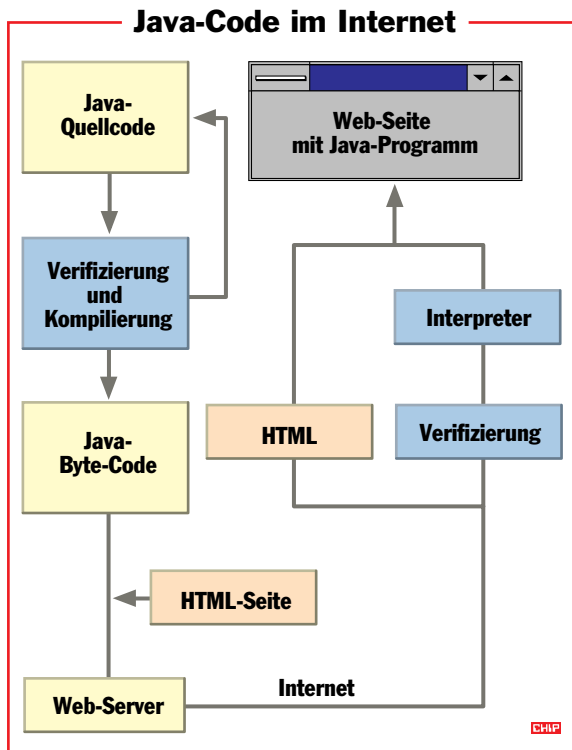 Java-Code im Internet
Java-
Quellcode
Web-Seite
mit Java-Programm
Verifizierung
und
Kompilierung
Interpreter
Java-
Byte-Code
HTML
Verifizierung
HTML-Seite
Web-Server
Internet
CHIP